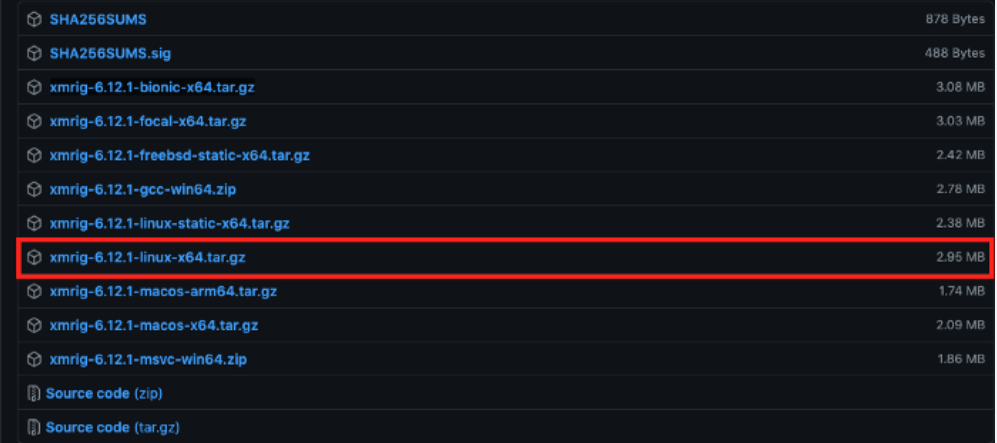 SHA256SUMS 878 Bytes
SHA256SUMS.sig 488 Bytes
xmrig-6.12.1-bionic-x64.tar.gz 3.08 MB
xmrig-6.12.1-focal-x64.tar.gz 3.03 MB
xmrig-6.12.1-freebsd-static-x64.tar.gz 2.42 MB
xmrig-6.12.1-gcc-win64.zip 2.78 MB
xmrig-6.12.1-linux-static-x64.tar.gz 2.38 MB
xmrig-6.12.1-linux-x64.tar.gz 2.95 MB
xmrig-6.12.1-macos-arm64.tar.gz 1.74 MB
xmrig-6.12.1-macos-x64.tar.gz 2.09 MB
xmrig-6.12.1-msvc-win64.zip 1.86 MB
Source code (zip)
Source code (tar.gz)